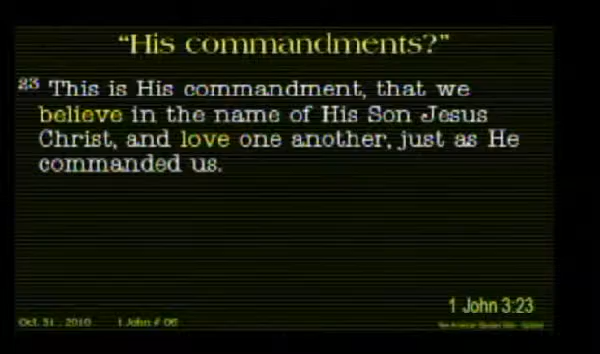 “His commandments?”
23 This is His commandment, that we
believe in the name of His Son Jesus
Christ, and love one another, just as He
commanded us.
1 John 3:23
Oct. 31, 2010 1 John # 06